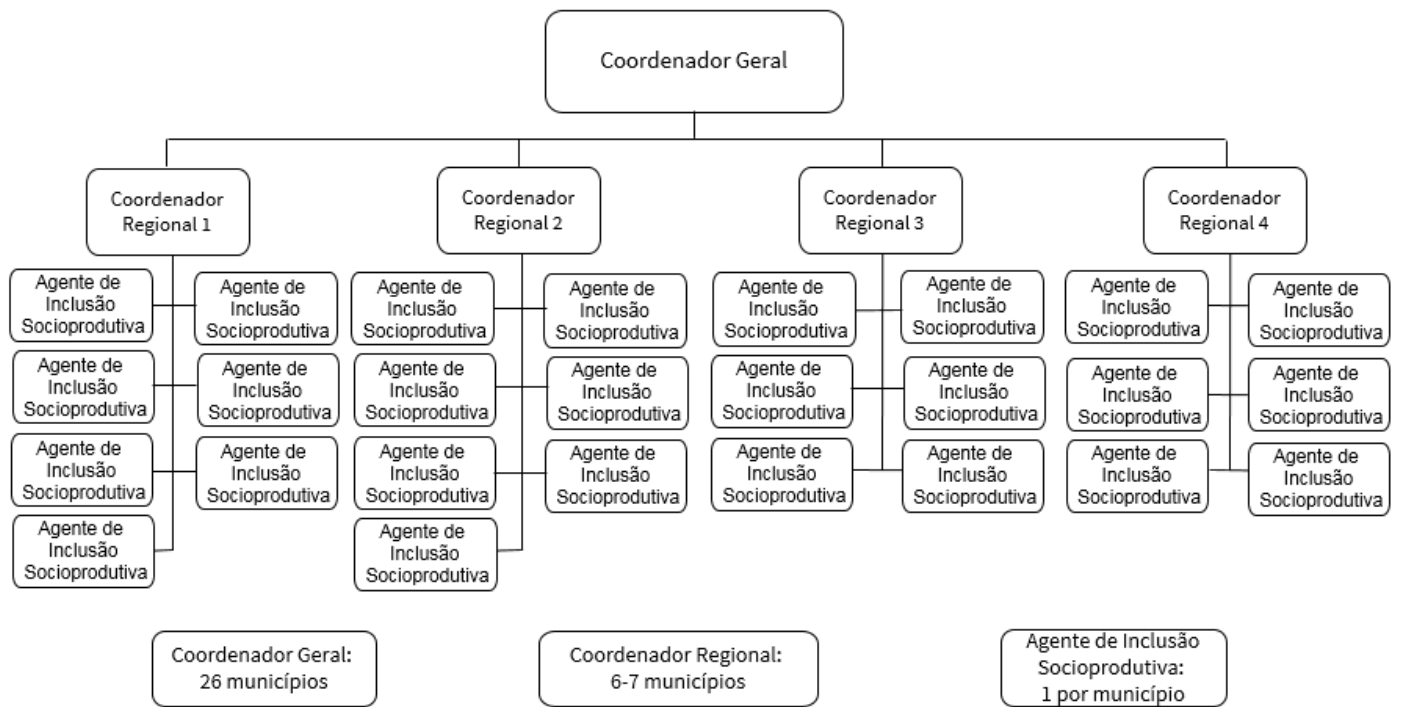 Coordenador Geral
Coordenador
Regional 1
Coordenador
Regional 2
Coordenador
Regional 3
Coordenador
Regional 4
Agente de
Inclusão
Socioprodutiva
Agente de
Inclusão
Socioprodutiva
Agente de
Inclusão
Socioprodutiva
Agente de
Inclusão
Socioprodutiva
Agente de
Inclusão
Socioprodutiva
Agente de
Inclusão
Socioprodutiva
Agente de
Inclusão
Socioprodutiva
Agente de
Inclusão
Socioprodutiva
Agente de
Inclusão
Socioprodutiva
Agente de
Inclusão
Socioprodutiva
Agente de
Inclusão
Socioprodutiva
Agente de
Inclusão
Socioprodutiva
Agente de
Inclusão
Socioprodutiva
Agente de
Inclusão
Socioprodutiva
Agente de
Inclusão
Socioprodutiva
Agente de
Inclusão
Socioprodutiva
Agente de
Inclusão
Socioprodutiva
Agente de
Inclusão
Socioprodutiva
Agente de
Inclusão
Socioprodutiva
Agente de
Inclusão
Socioprodutiva
Agente de
Inclusão
Socioprodutiva
Agente de
Inclusão
Socioprodutiva
Agente de
Inclusão
Socioprodutiva
Agente de
Inclusão
Socioprodutiva
Agente de
Inclusão
Socioprodutiva
Agente de
Inclusão
Socioprodutiva
Coordenador Geral:
26 municípios
Coordenador Regional:
6-7 municípios
Agente de Inclusão
Socioprodutiva:
1 por município